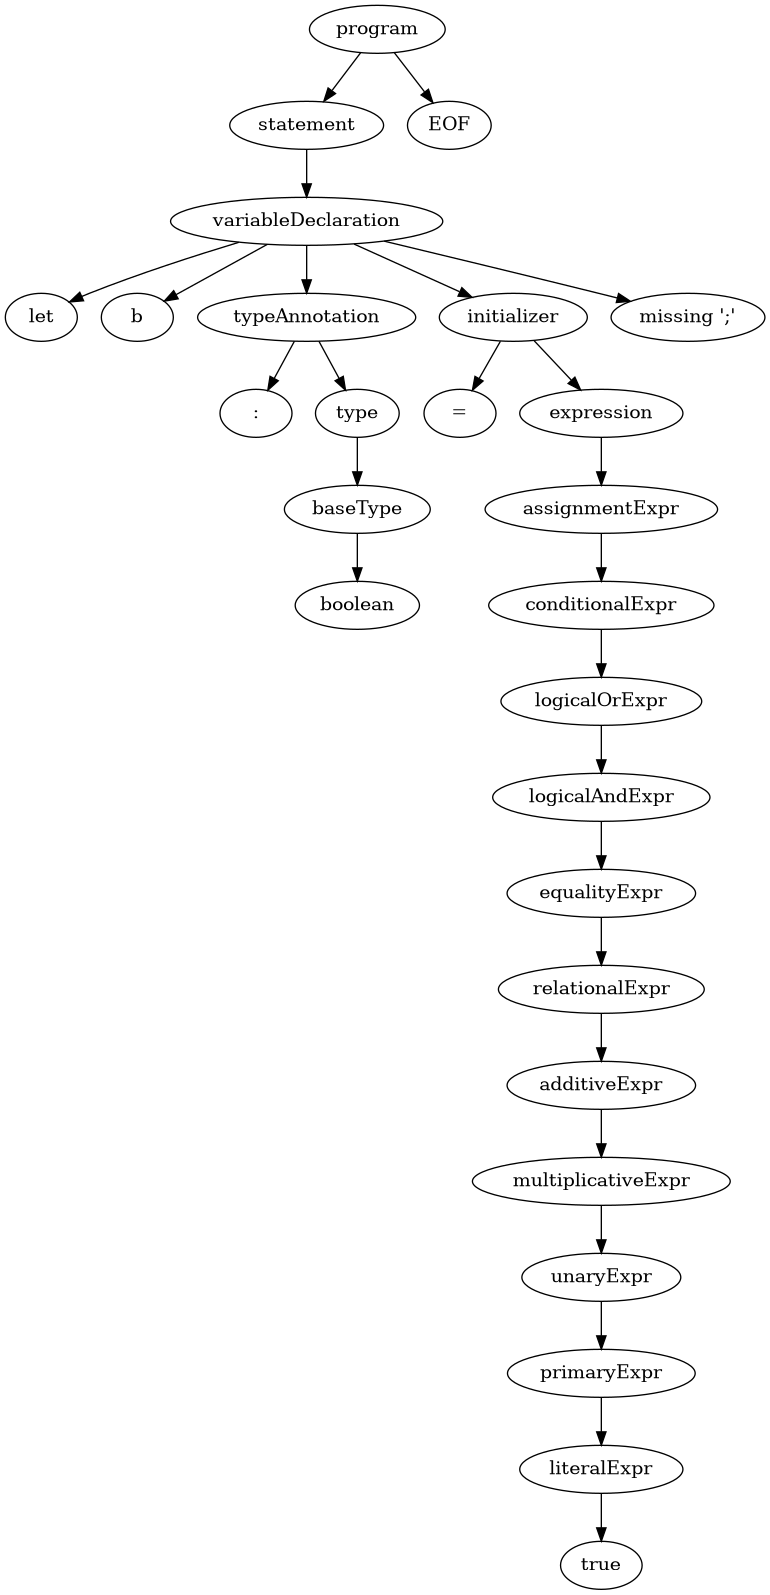 program
statement
EOF
variableDeclaration
let
b
typeAnnotation
initializer
missing ';'
:
type
=
expression
baseType
assignmentExpr
boolean
conditionalExpr
logicalOrExpr
logicalAndExpr
equalityExpr
relationalExpr
additiveExpr
multiplicativeExpr
unaryExpr
primaryExpr
literalExpr
true